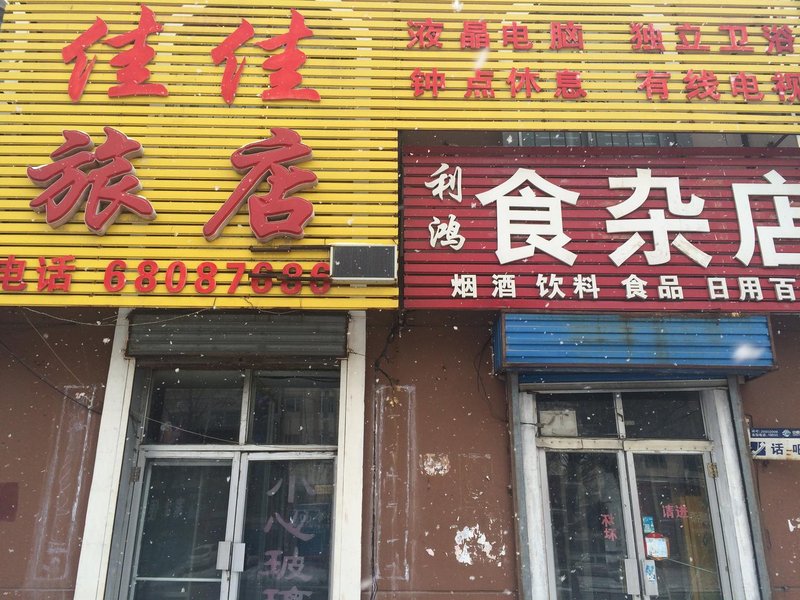 佳佳
旅店
电话 68087686
液晶电脑 独立卫浴
钟点休息 有线电视
利鸿
食杂店
烟酒 饮料 食品 日用百
小心玻璃
请进
话吧